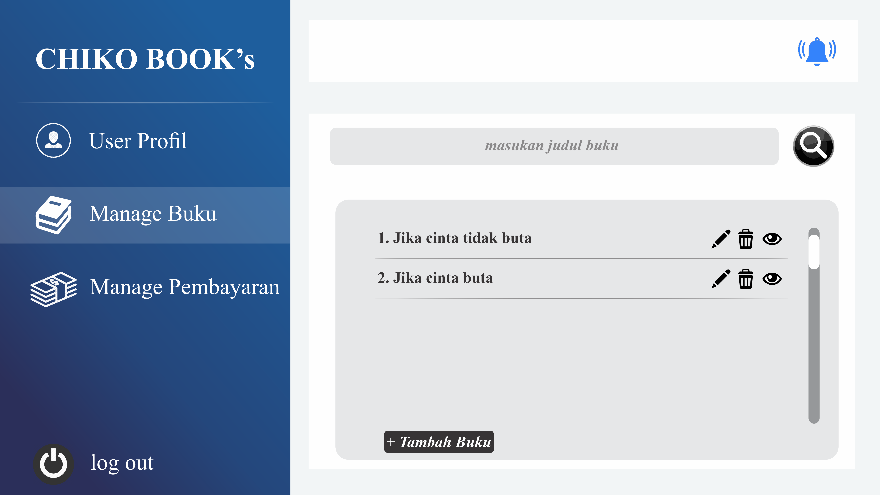 CHIKO BOOK’s
User Profil
Manage Buku
Manage Pembayaran
log out
masukan judul buku
1. Jika cinta tidak buta
2. Jika cinta buta
+ Tambah Buku